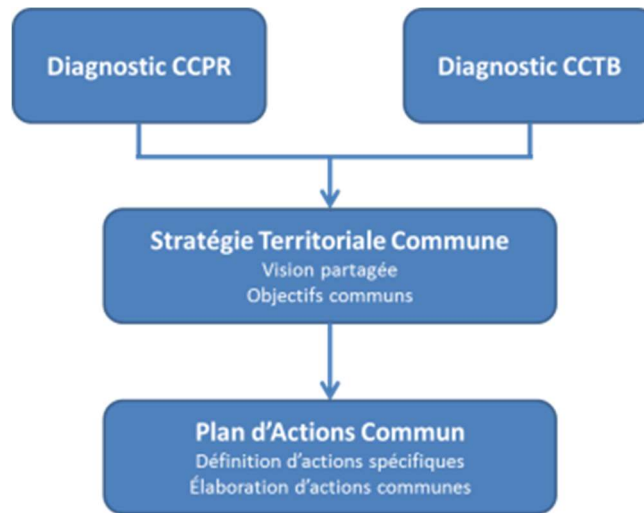 Diagnostic CCPR
Diagnostic CCTB
Stratégie Territoriale Commune
Vision partagée
Objectifs communs
Plan d'Actions Commun
Définition d'actions spécifiques
Élaboration d'actions communes